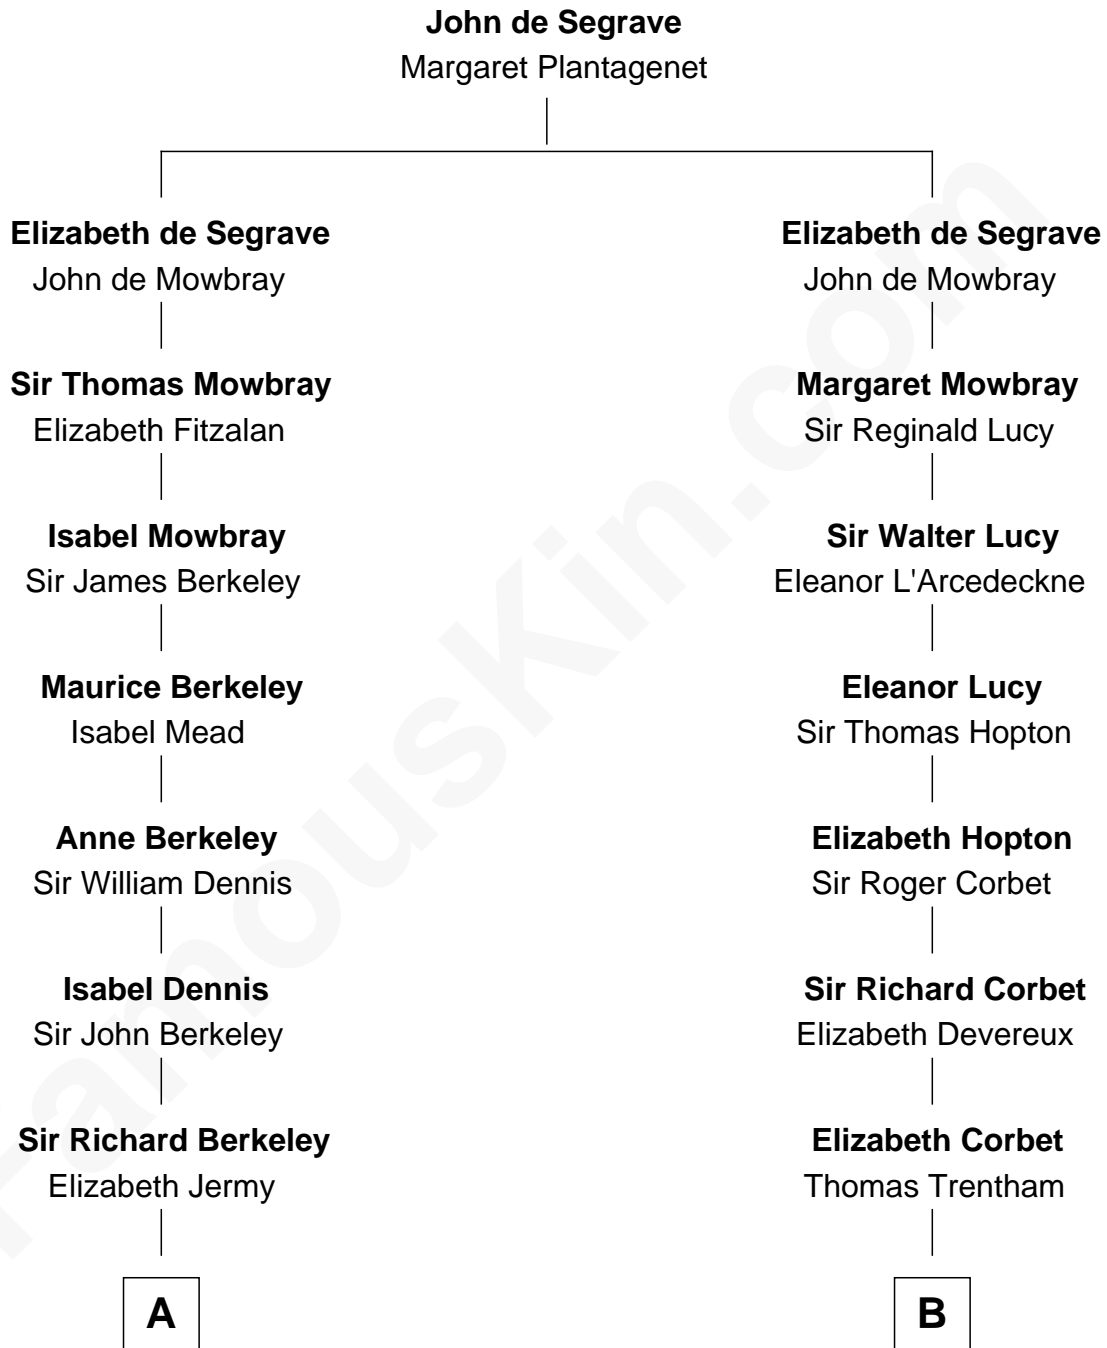 John de Segrave
Margaret Plantagenet
Elizabeth de Segrave
John de Mowbray
Elizabeth de Segrave
John de Mowbray
Sir Thomas Mowbray
Elizabeth Fitzalan
Margaret Mowbray
Sir Reginald Lucy
Isabel Mowbray
Sir James Berkeley
Sir Walter Lucy
Eleanor L'Arcedeckne
Maurice Berkeley
Isabel Mead
Eleanor Lucy
Sir Thomas Hopton
Anne Berkeley
Sir William Dennis
Elizabeth Hopton
Sir Roger Corbet
Isabel Dennis
Sir John Berkeley
Sir Richard Corbet
Elizabeth Devereux
Sir Richard Berkeley
Elizabeth Jermy
Elizabeth Corbet
Thomas Trentham
A
B
FamousKin.com